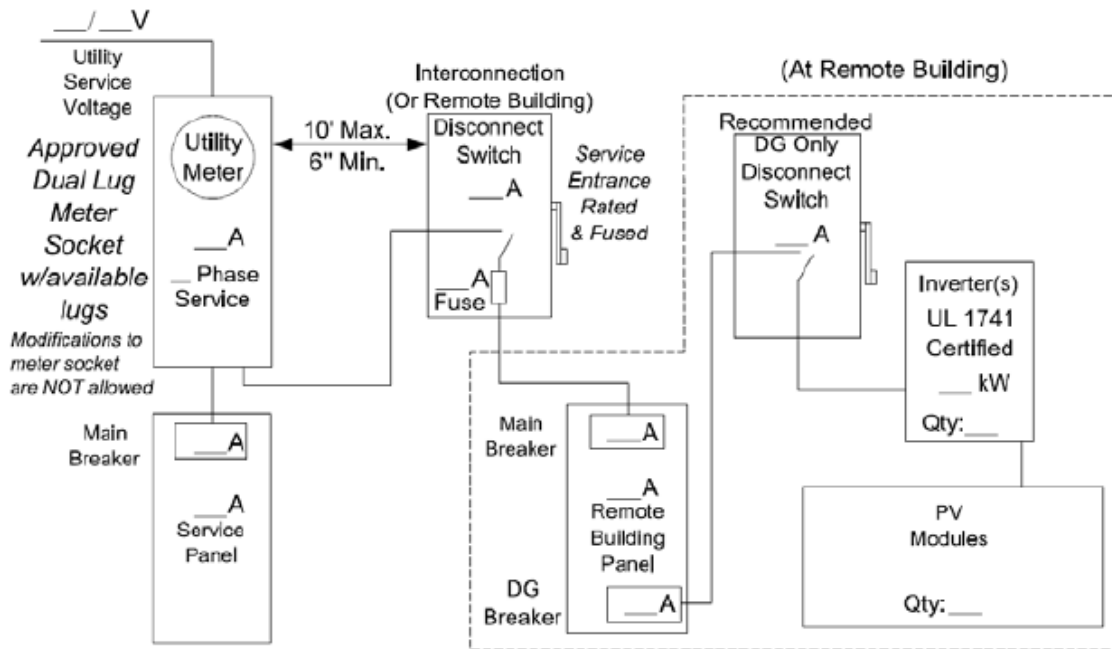 ___/ ___V
Utility
Service
Voltage
Approved
Dual Lug
Meter
Socket
w/available
lugs
Modifications to
meter socket
are NOT allowed
Utility
Meter
___A
__ Phase
Service
10' Max.
6" Min.
Interconnection
(Or Remote Building)
Disconnect
Switch
___A
___A
Fuse
Service
Entrance
Rated
& Fused
Main
Breaker
___A
___A
Service
Panel
(At Remote Building)
Recommended
DG Only
Disconnect
Switch
___ A
Inverter(s)
UL 1741
Certified
___ kW
Qty:___
Main
Breaker
___A
___A
Remote
Building
Panel
DG
Breaker
___A
PV
Modules
Qty:___